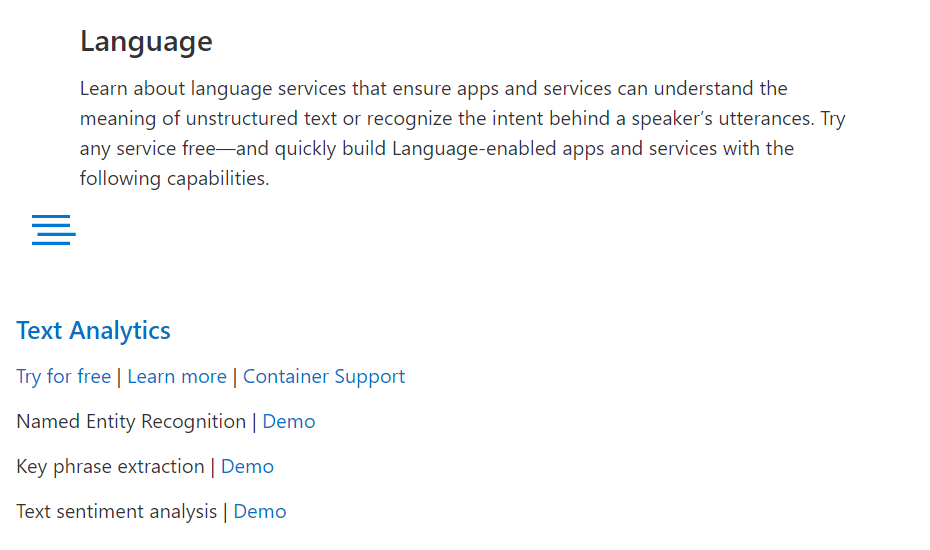 Language
Learn about language services that ensure apps and services can understand the
meaning of unstructured text or recognize the intent behind a speaker’s utterances. Try
any service free—and quickly build Language-enabled apps and services with the
following capabilities.
Text Analytics
Try for free | Learn more | Container Support
Named Entity Recognition | Demo
Key phrase extraction | Demo
Text sentiment analysis | Demo